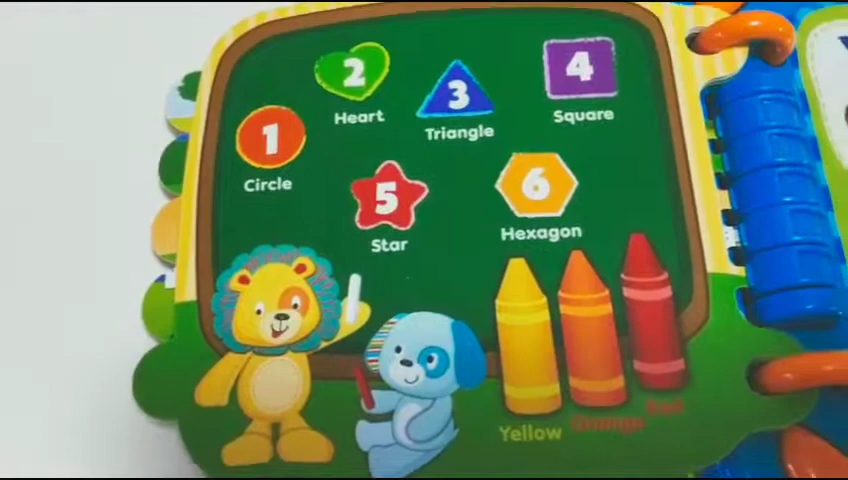 1
Circle
2
Heart
3
Triangle
4
Square
5
Star
6
Hexagon
Yellow
Orange
Red